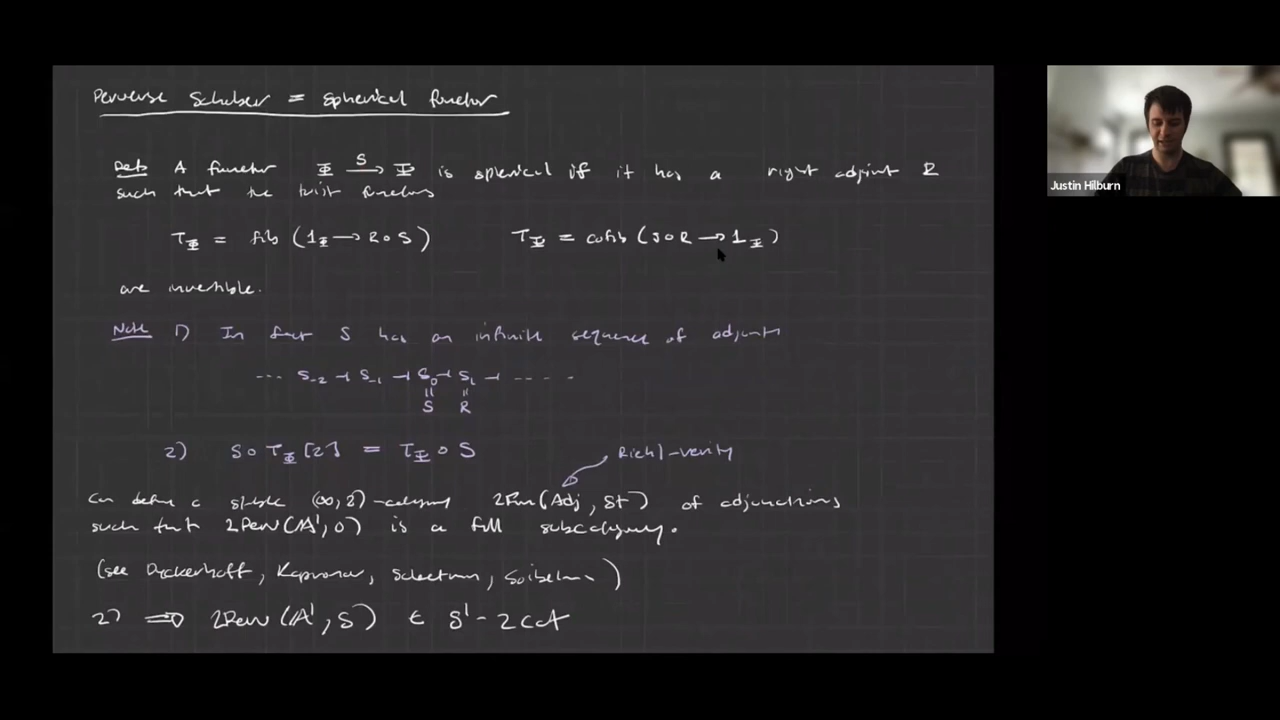 Perverse Schober = spherical functor
Def: A functor Φ —S→ Ψ is spherical if it has a right adjoint R
such that the twist functors
T_Φ = fib (1_Φ → R∘S) T_Ψ = cofib (S∘R → 1_Ψ)
are invertible.
Note 1) In fact S has an infinite sequence of adjoints
... S_-2 ⊣ S_-1 ⊣ S_0 ⊣ S_1 ⊣ ....
= =
S R
2) S∘T_Φ [2] = T_Ψ∘S
Riehl-Verity
Can define a stable (∞,2)-category 2Fun(Adj, St) of adjunctions
such that 2Perv(A¹,0) is a full subcategory.
(see Dyckerhoff, Kapranov, Schechtman, Soibelman)
2) ⟹ 2Perv(A¹, S) ∈ S¹-2Cat
Justin Hilburn